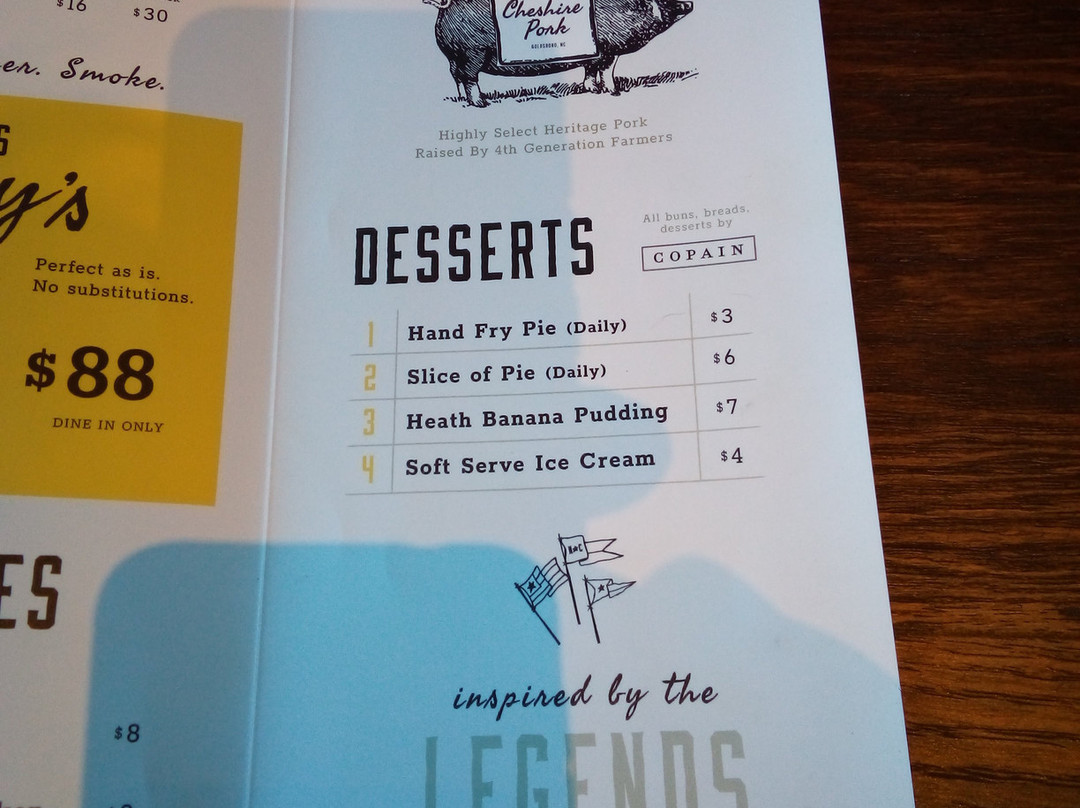 $16 $30
Smoke.
$88
Perfect as is.
No substitutions.
DINE IN ONLY
$8
Cheshire
Pork
GOLDSBORO, NC
Highly Select Heritage Pork
Raised By 4th Generation Farmers
DESSERTS
All buns, breads,
desserts by
COPAIN
1 Hand Fry Pie (Daily) $3
2 Slice of Pie (Daily) $6
3 Heath Banana Pudding $7
4 Soft Serve Ice Cream $4
inspired by the
LEGENDS